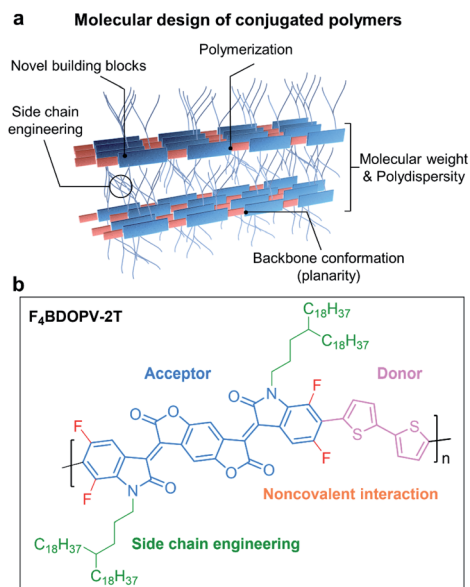 a
Molecular design of conjugated polymers
Polymerization
Novel building blocks
Side chain
engineering
Molecular weight
& Polydispersity
Backbone conformation
(planarity)
b
F₄BDOPV-2T
C₁₈H₃₇
C₁₈H₃₇
Acceptor
Donor
N
F
O
O
O
S
S
F
F
n
F
O
O
O
N
Noncovalent interaction
C₁₈H₃₇
Side chain engineering
C₁₈H₃₇